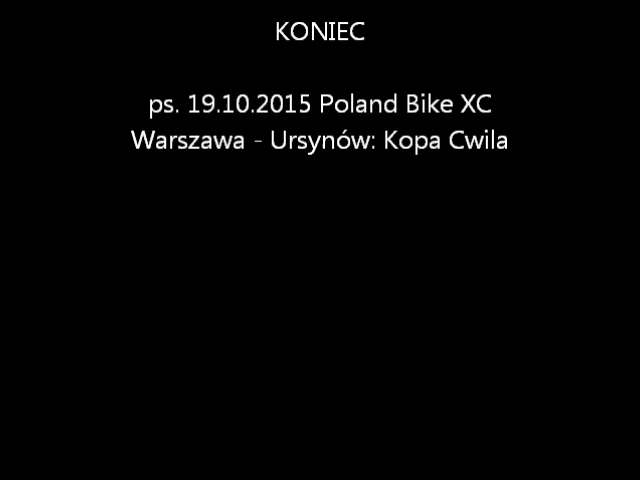 KONIEC
ps. 19.10.2015 Poland Bike XC
Warszawa - Ursynów: Kopa Cwila